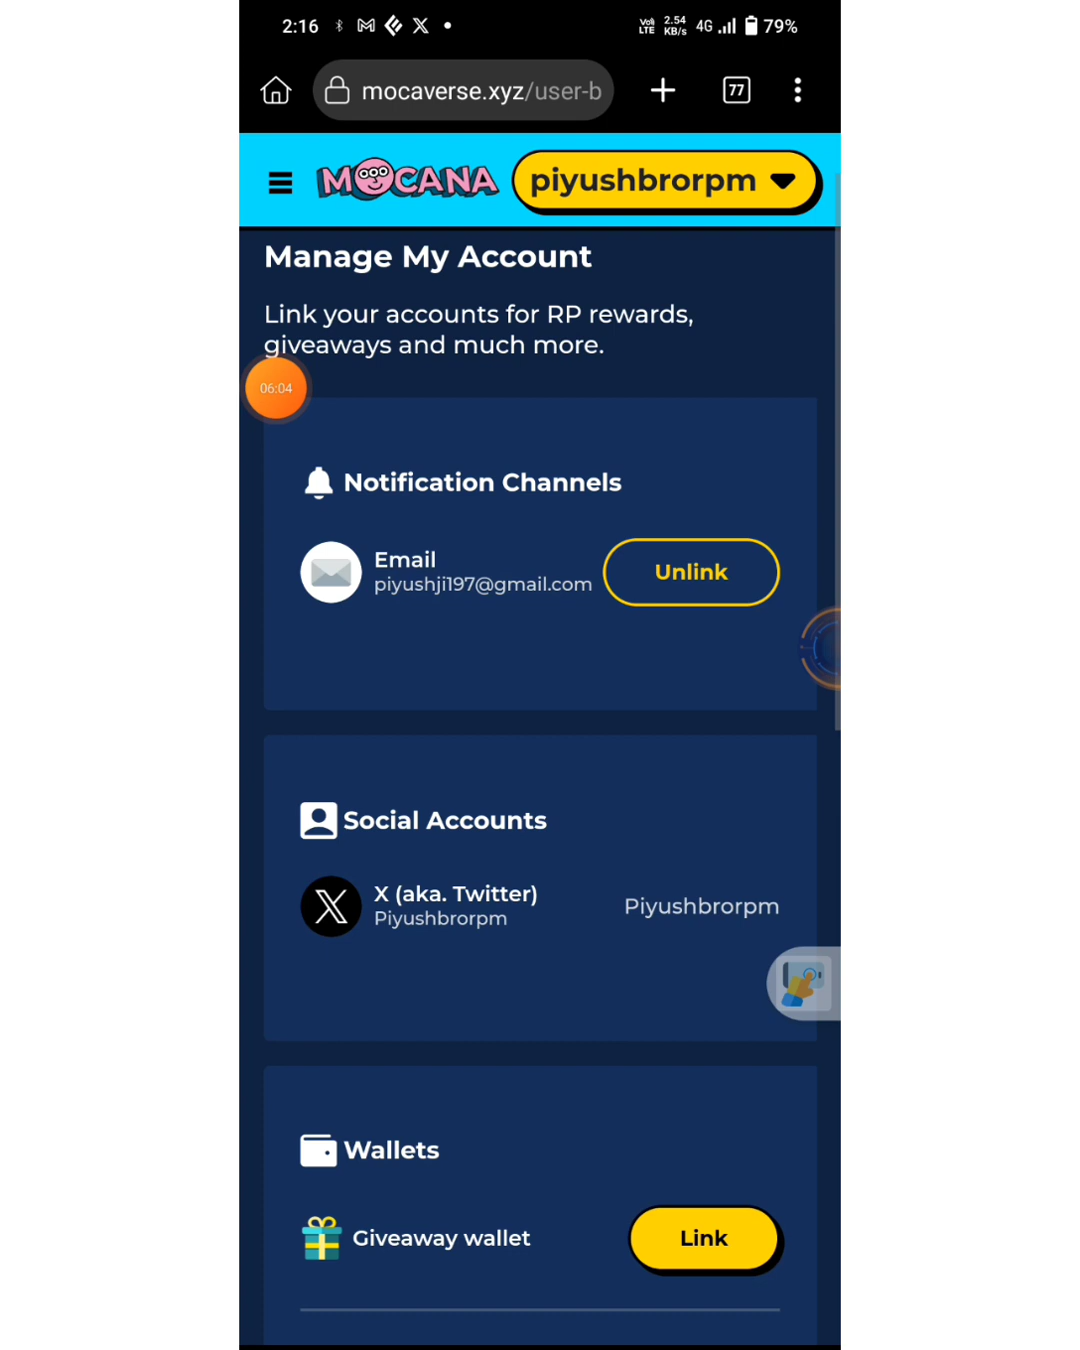 2:16
Vol) LTE 2.54 KB/s 4G 79%
mocaverse.xyz/user-b
77
MOCANA
piyushbrorpm
Manage My Account
Link your accounts for RP rewards,
giveaways and much more.
06:04
Notification Channels
Email
piyushji197@gmail.com
Unlink
Social Accounts
X (aka. Twitter)
Piyushbrorpm
Piyushbrorpm
Wallets
Giveaway wallet
Link